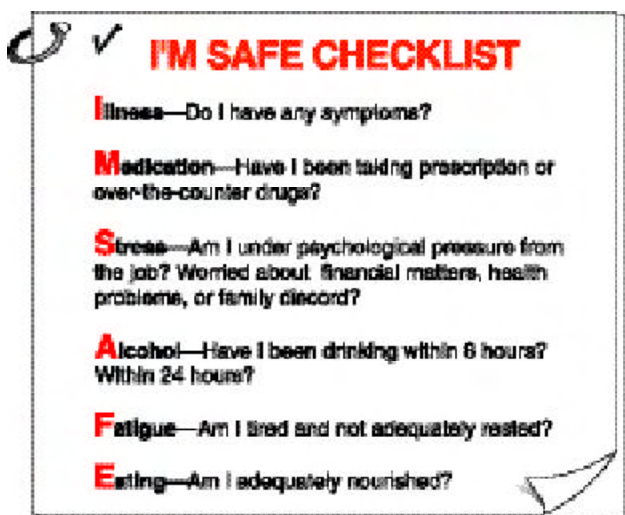 I'M SAFE CHECKLIST
Illness—Do I have any symptoms?
Medication—Have I been taking prescription or
over-the-counter drugs?
Stress—Am I under psychological pressure from
the job? Worried about financial matters, health
problems, or family discord?
Alcohol—Have I been drinking within 8 hours?
Within 24 hours?
Fatigue—Am I tired and not adequately rested?
Eating—Am I adequately nourished?